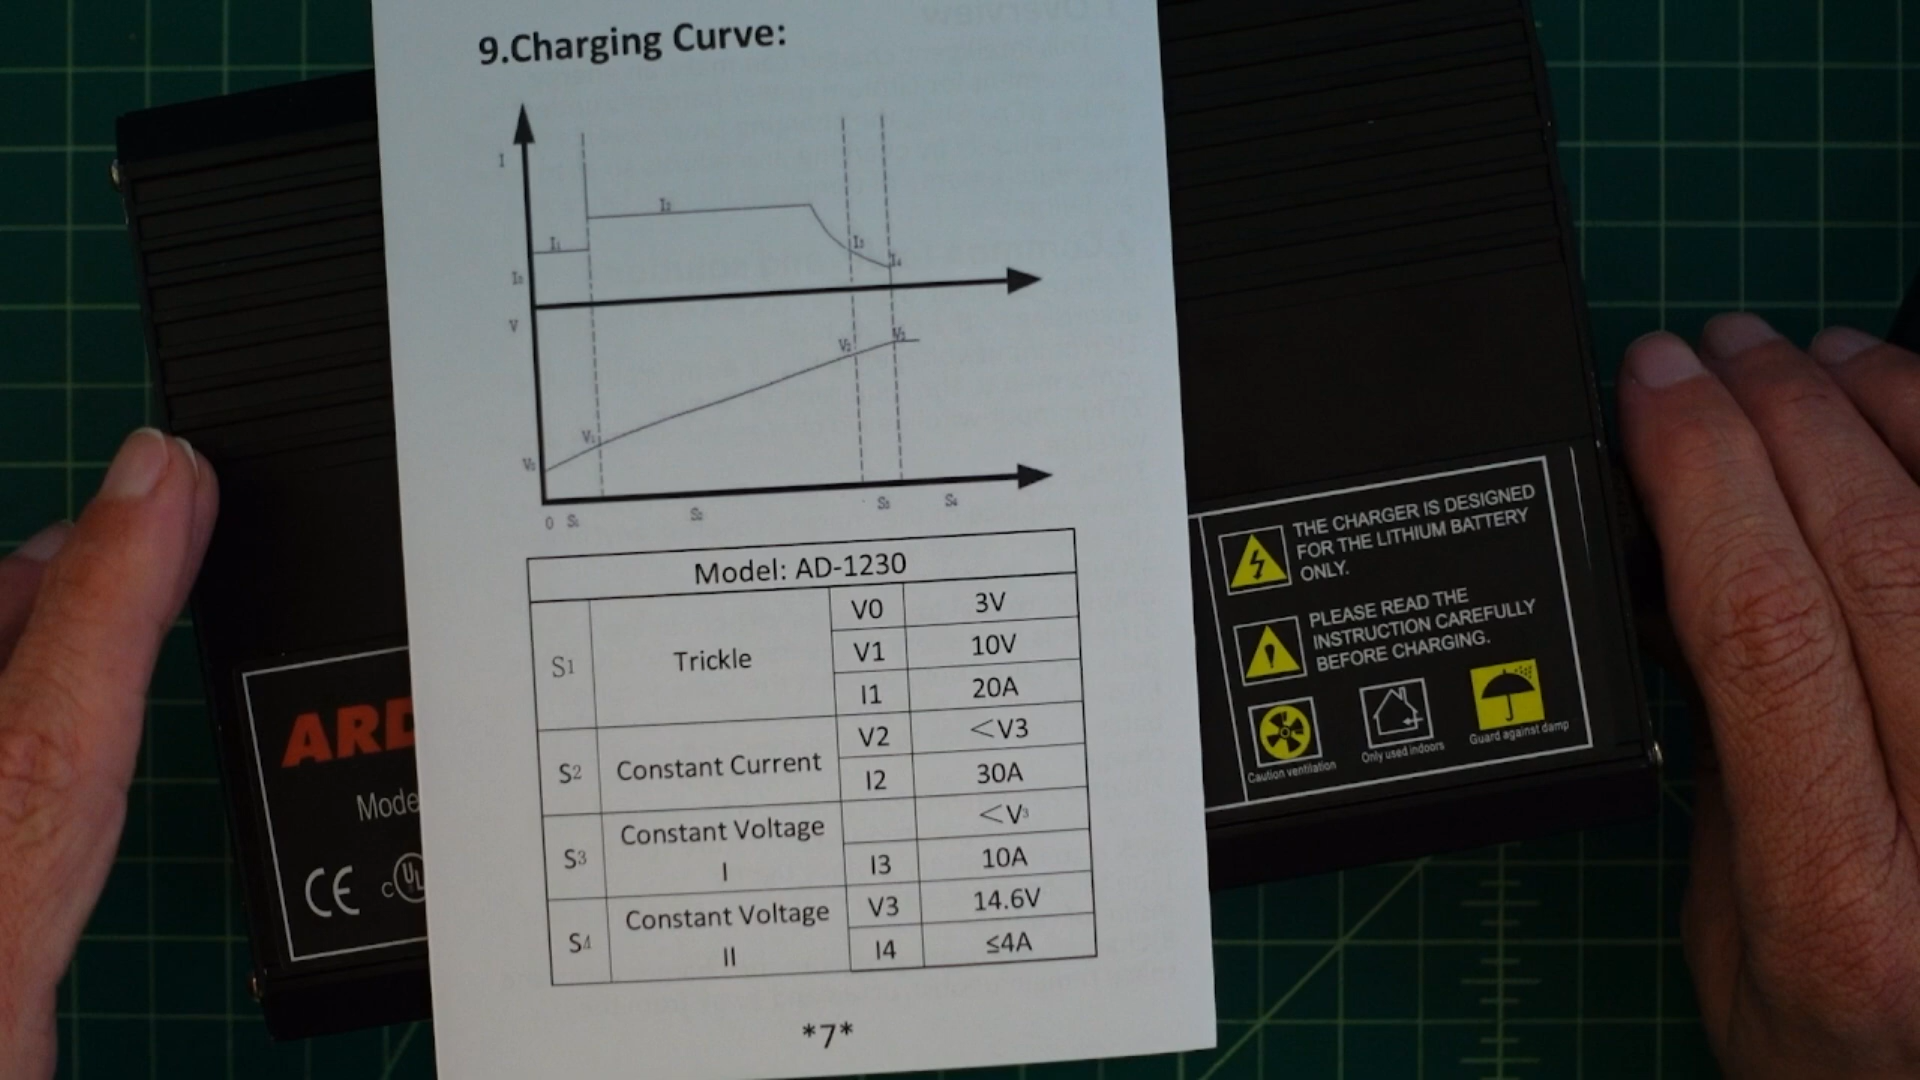 9.Charging Curve:
I
I₁
I₂
I₃
I₄
I₀
V
V₀
V₁
V₂
V₃
0 S₁ S₂ S₃ S₄
Model: AD-1230
S1 Trickle V0 3V
V1 10V
I1 20A
S2 Constant Current V2 <V3
I2 30A
S3 Constant Voltage I <V3
I3 10A
S4 Constant Voltage II V3 14.6V
I4 ≤4A
*7*
ARD
Mode
CE C UL
THE CHARGER IS DESIGNED
FOR THE LITHIUM BATTERY
ONLY.
PLEASE READ THE
INSTRUCTION CAREFULLY
BEFORE CHARGING.
Caution ventilation
Only used indoors
Guard against damp